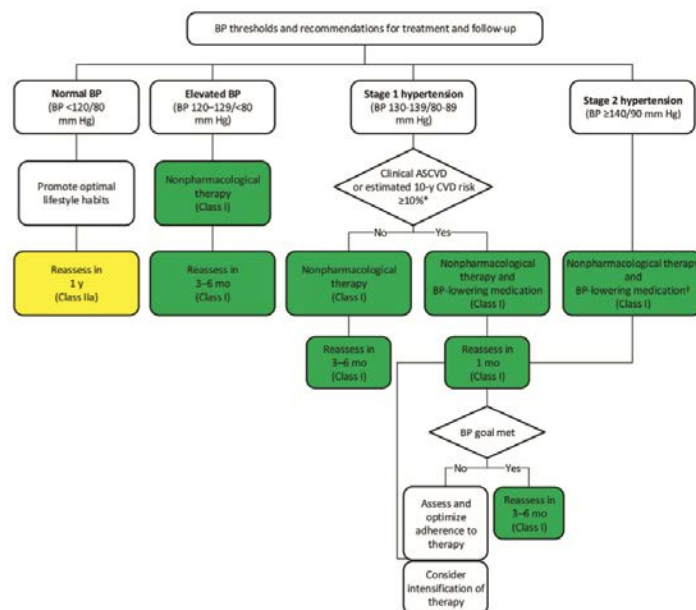 BP thresholds and recommendations for treatment and follow-up
Normal BP
(BP <120/80
mm Hg)
Elevated BP
(BP 120–129/<80
mm Hg)
Stage 1 hypertension
(BP 130-139/80-89
mm Hg)
Stage 2 hypertension
(BP ≥140/90 mm Hg)
Promote optimal
lifestyle habits
Nonpharmacological
therapy
(Class I)
Clinical ASCVD
or estimated 10-y CVD risk
≥10%*
No
Yes
Reassess in
1 y
(Class IIa)
Reassess in
3–6 mo
(Class I)
Nonpharmacological
therapy
(Class I)
Nonpharmacological
therapy and
BP-lowering medication
(Class I)
Nonpharmacological therapy
and
BP-lowering medication†
(Class I)
Reassess in
3–6 mo
(Class I)
Reassess in
1 mo
(Class I)
BP goal met
No
Yes
Assess and
optimize
adherence to
therapy
Reassess in
3–6 mo
(Class I)
Consider
intensification of
therapy